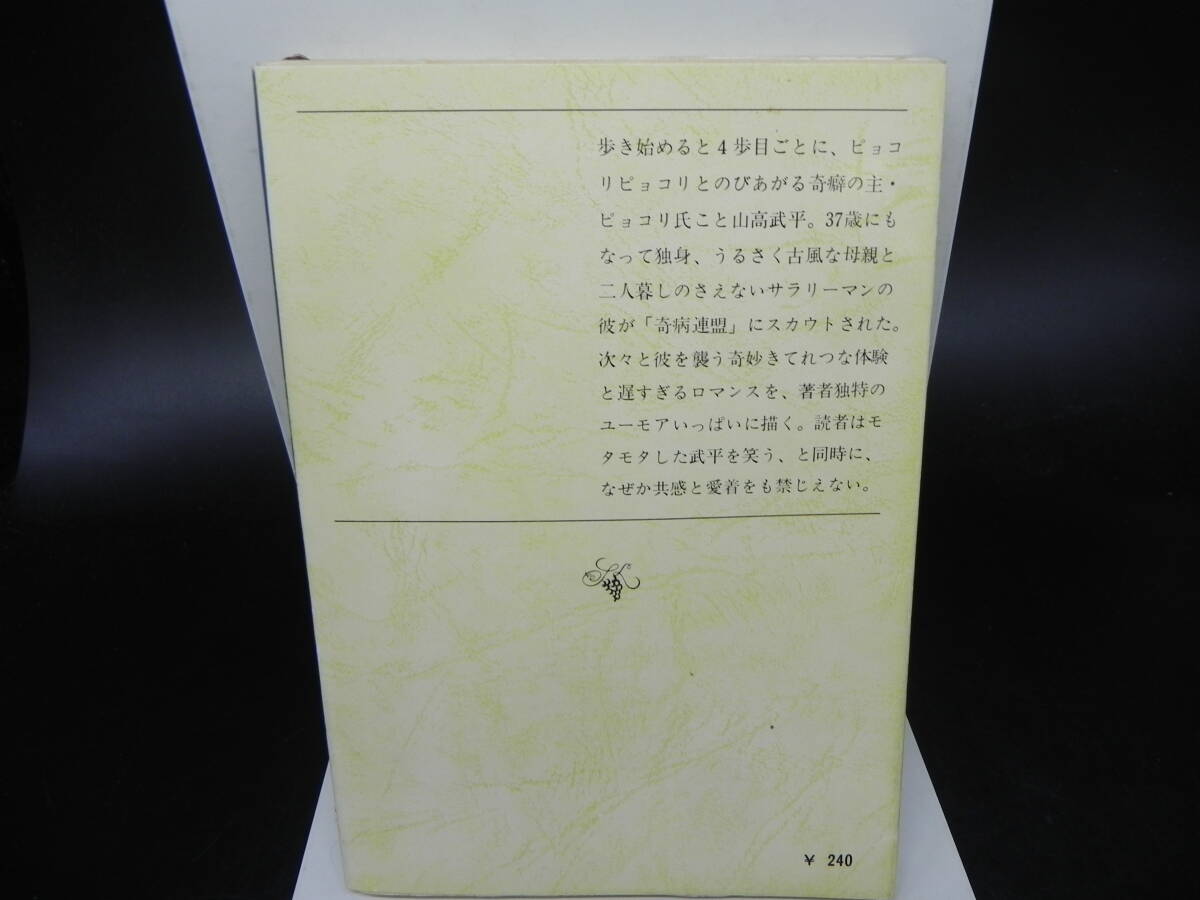 歩き始めると4歩目ごとに、ピョコ
リピョコリとのびあがる奇癖の主・
ピョコリ氏こと山高武平。37歳にも
なって独身、うるさく古風な母親と
二人暮しのさえないサラリーマンの
彼が「奇病連盟」にスカウトされた。
次々と彼を襲う奇妙きてれつな体験
と遅すぎるロマンスを、著者独特の
ユーモアいっぱいに描く。読者はモ
タモタした武平を笑う、と同時に、
なぜか共感と愛着をも禁じえない。
¥ 240